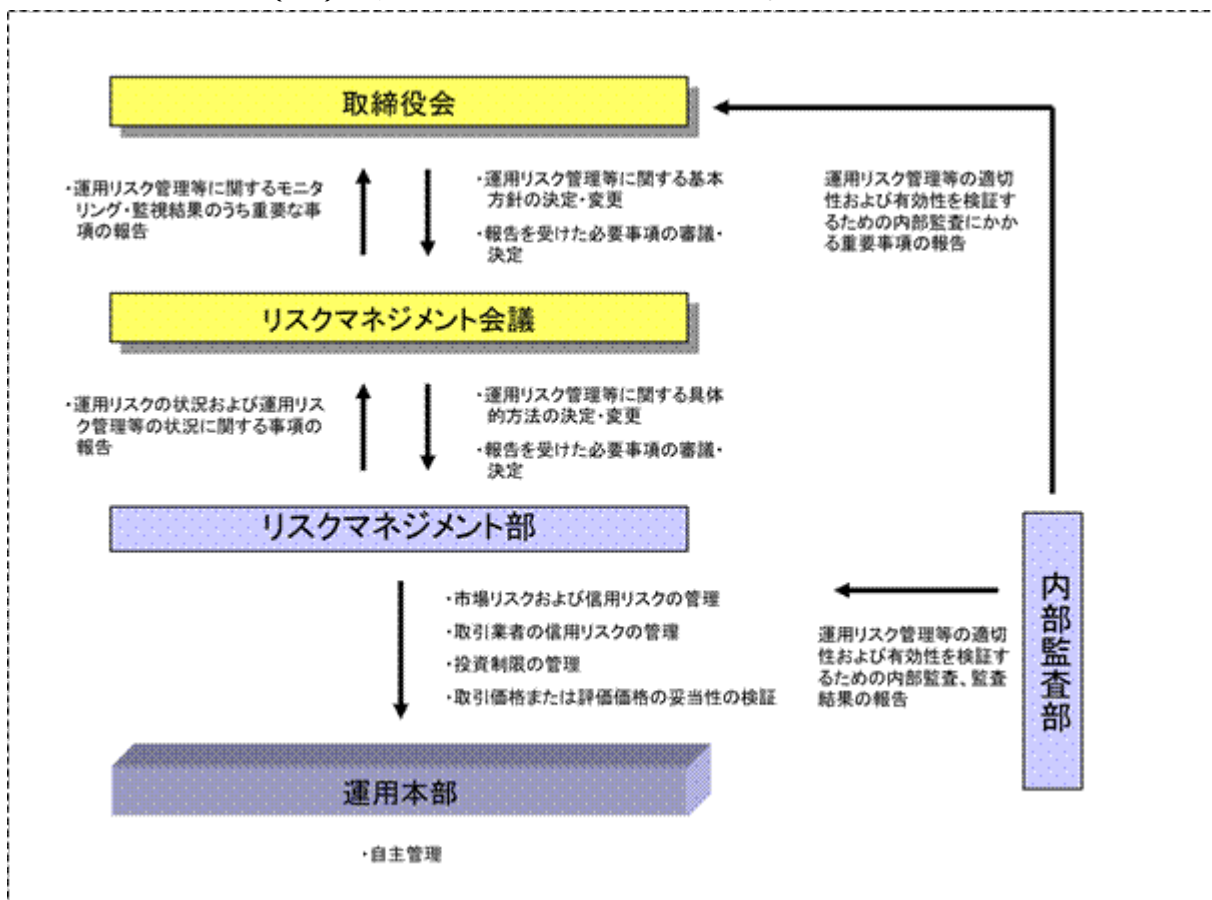 取締役会
・運用リスク管理等に関するモニ
タリング・監視結果のうち重要な事
項の報告
・運用リスク管理等に関する基本
方針の決定・変更
・報告を受けた必要事項の審議・
決定
運用リスク管理等の適切
性および有効性を検証す
るための内部監査にかか
る重要事項の報告
リスクマネジメント会議
・運用リスクの状況および運用リス
ク管理等の状況に関する事項の
報告
・運用リスク管理等に関する具体
的方法の決定・変更
・報告を受けた必要事項の審議・
決定
リスクマネジメント部
・市場リスクおよび信用リスクの管理
・取引業者の信用リスクの管理
・投資制限の管理
・取引価格または評価価格の妥当性の検証
運用リスク管理等の適切
性および有効性を検証す
るための内部監査、監査
結果の報告
内部監査部
運用本部
・自主管理